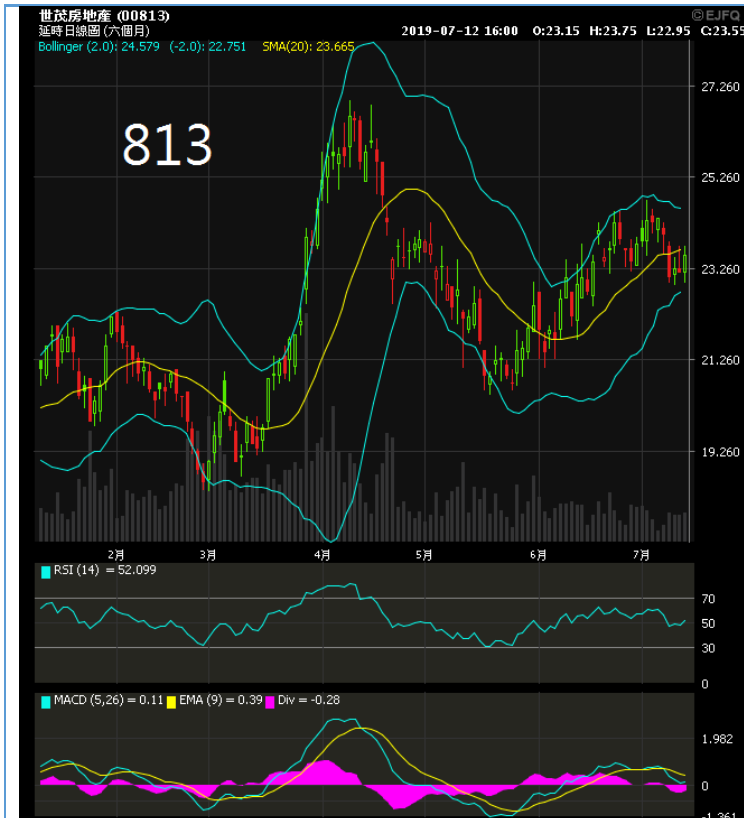 世茂房地產 (00813)
©EJFQ
延時日線圖 (六個月)
2019-07-12 16:00 O:23.15 H:23.75 L:22.95 C:23.55
Bollinger (2.0): 24.579 (-2.0): 22.751 SMA(20): 23.665
813
27.260
25.260
23.260
21.260
19.260
2月 3月 4月 5月 6月 7月
RSI (14) = 52.099
70
50
30
0
MACD (5,26) = 0.11 EMA (9) = 0.39 Div = -0.28
1.982
0
-1.361